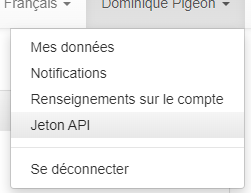 Français Dominique Pigeon
Mes données
Notifications
Renseignements sur le compte
Jeton API
Se déconnecter